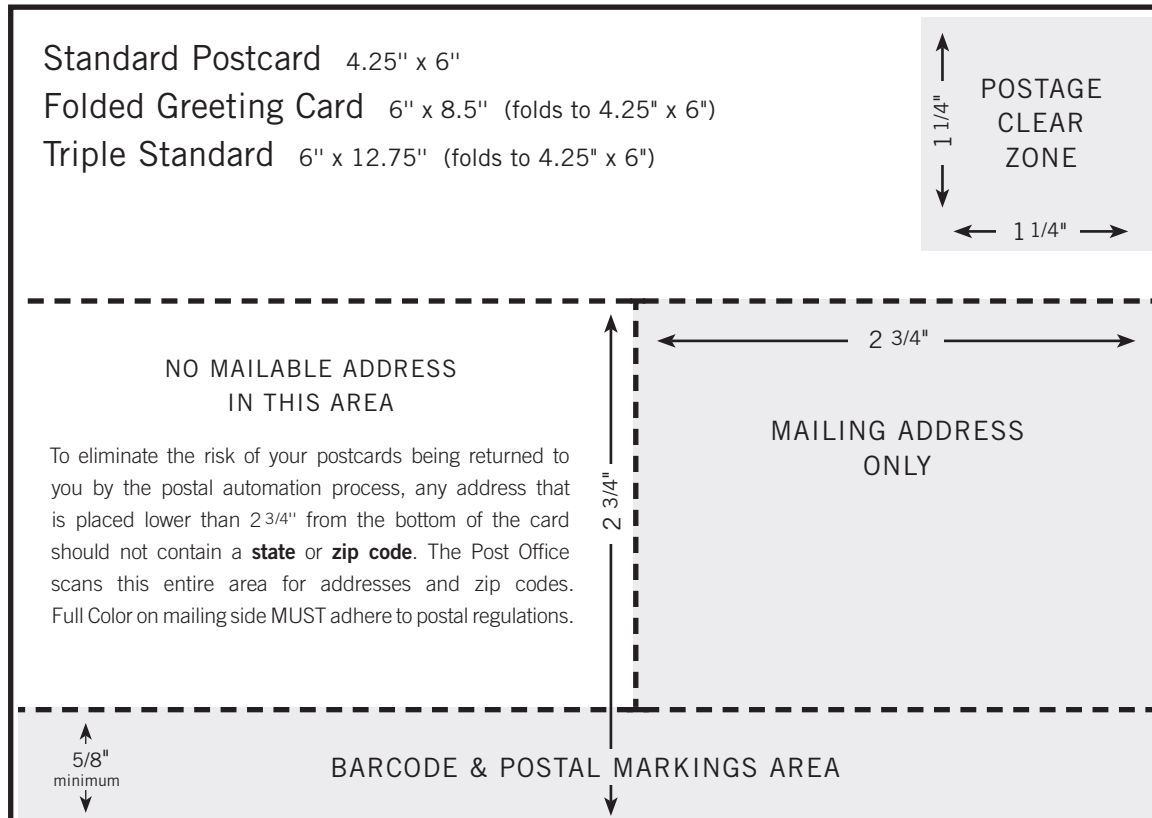 Standard Postcard 4.25" x 6"
Folded Greeting Card 6" x 8.5" (folds to 4.25" x 6")
Triple Standard 6" x 12.75" (folds to 4.25" x 6")
1 1/4"
POSTAGE
CLEAR
ZONE
1 1/4"
NO MAILABLE ADDRESS
IN THIS AREA
To eliminate the risk of your postcards being returned to
you by the postal automation process, any address that
is placed lower than 2 3/4" from the bottom of the card
should not contain a state or zip code. The Post Office
scans this entire area for addresses and zip codes.
Full Color on mailing side MUST adhere to postal regulations.
2 3/4"
2 3/4"
MAILING ADDRESS
ONLY
5/8"
minimum
BARCODE & POSTAL MARKINGS AREA